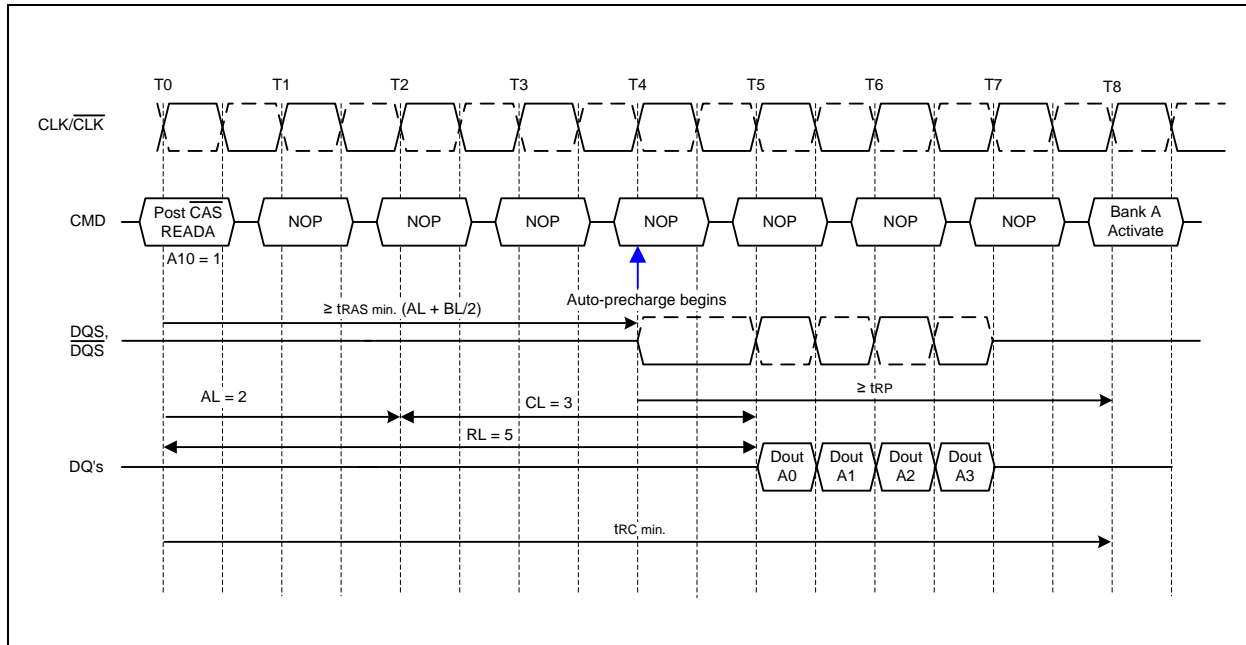 T0 T1 T2 T3 T4 T5 T6 T7 T8
CLK/CLK
CMD
Post CAS
READA
NOP
NOP
NOP
NOP
NOP
NOP
NOP
Bank A
Activate
A10 = 1
Auto-precharge begins
≥ tRAS min. (AL + BL/2)
DQS,
DQS
≥ tRP
AL = 2
CL = 3
RL = 5
DQ's
Dout
A0
Dout
A1
Dout
A2
Dout
A3
tRC min.